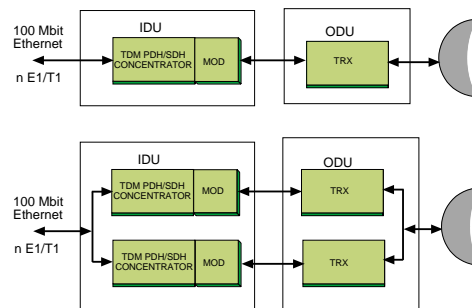 IDU
ODU
100 Mbit
Ethernet
n E1/T1
TDM PDH/SDH
CONCENTRATOR
MOD
TRX
IDU
ODU
100 Mbit
Ethernet
n E1/T1
TDM PDH/SDH
CONCENTRATOR
MOD
TRX
TDM PDH/SDH
CONCENTRATOR
MOD
TRX